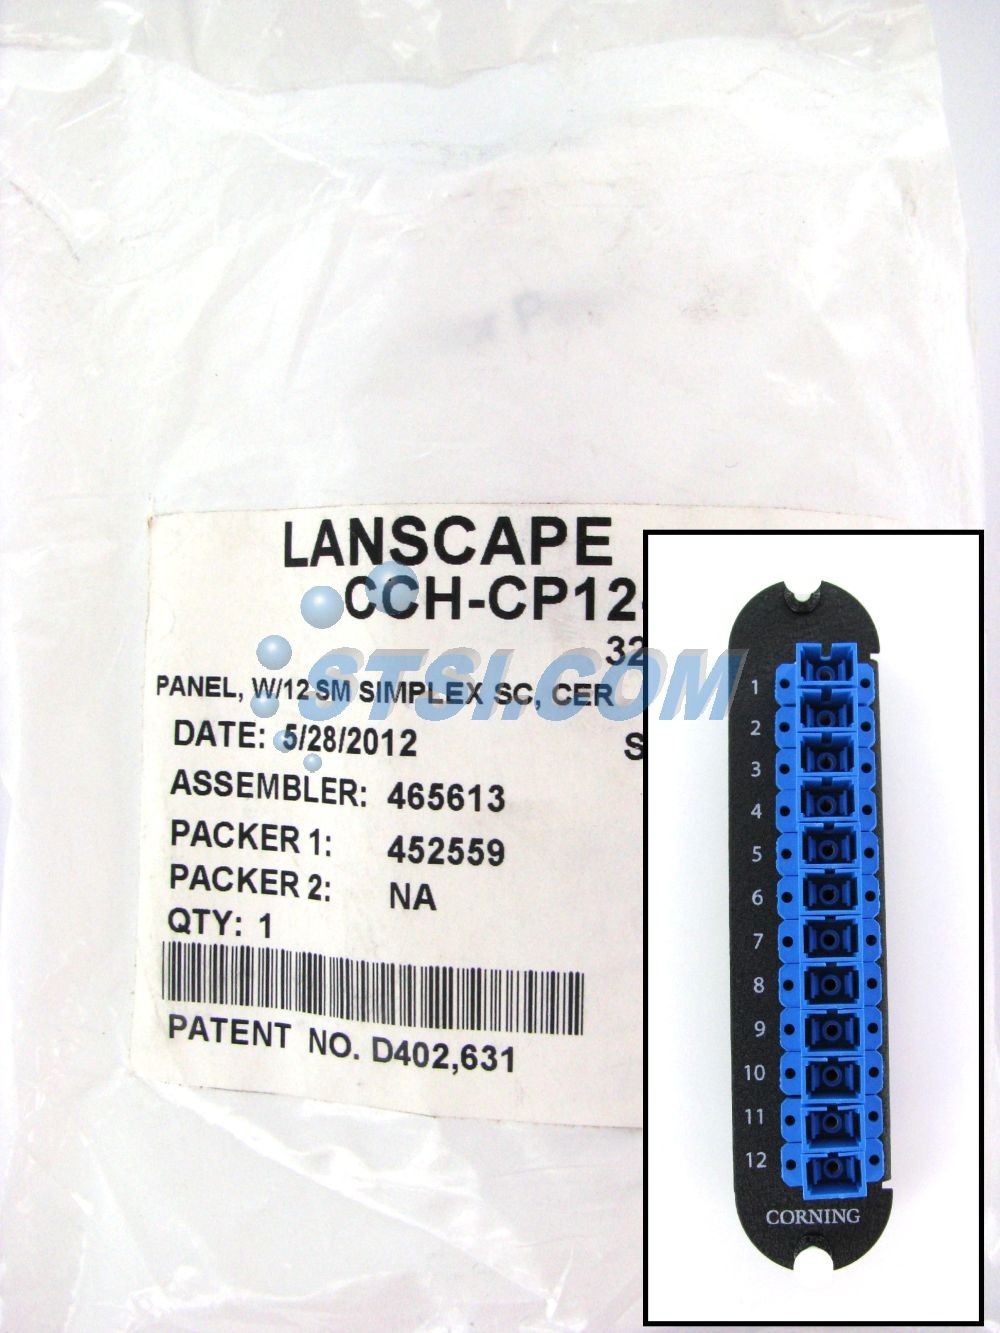 LANSCAPE
CCH-CP12-
32
PANEL, W/12 SM SIMPLEX SC, CER
DATE: 5/28/2012
S
ASSEMBLER: 465613
PACKER 1: 452559
PACKER 2: NA
QTY: 1
PATENT NO. D402,631
STSI.COM
1
2
3
4
5
6
7
8
9
10
11
12
CORNING